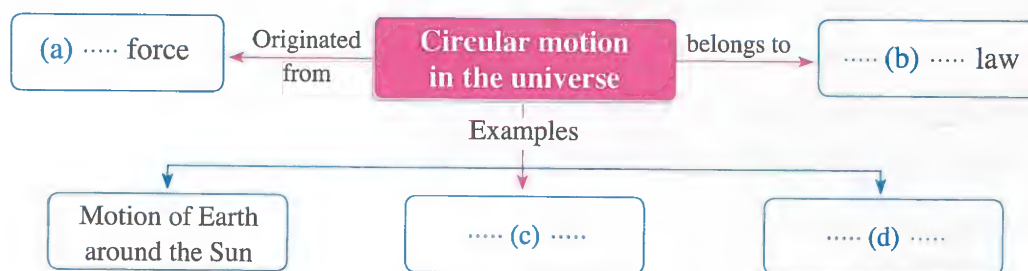 (a) ..... force
Originated
from
Circular motion
in the universe
belongs to
..... (b) ..... law
Examples
Motion of Earth
around the Sun
..... (c) .....
..... (d) .....